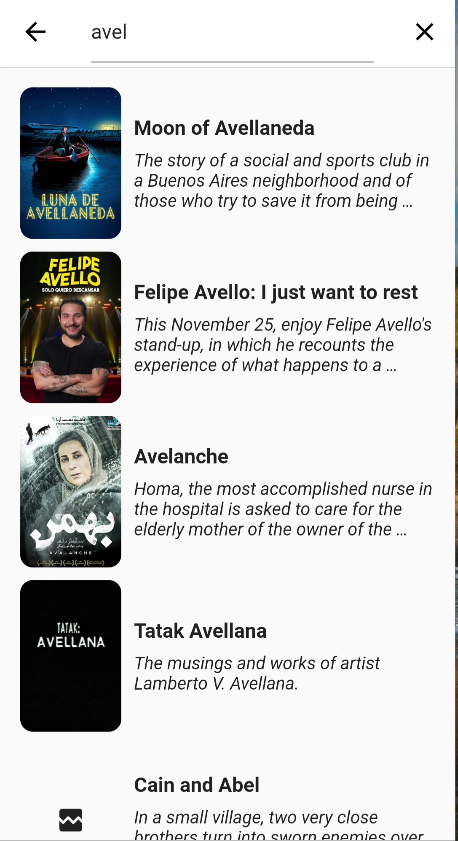 avel
LUNA DE
AVELLANEDA
Moon of Avellaneda
The story of a social and sports club in
a Buenos Aires neighborhood and of
those who try to save it from being ...
FELIPE
AVELLO
SOLO QUIERO DESCANSAR
Felipe Avello: I just want to rest
This November 25, enjoy Felipe Avello's
stand-up, in which he recounts the
experience of what happens to a ...
بهمن
AVALANCHE
Avelanche
Homa, the most accomplished nurse in
the hospital is asked to care for the
elderly mother of the owner of the ...
TATAK:
AVELLANA
Tatak Avellana
The musings and works of artist
Lamberto V. Avellana.
Cain and Abel
In a small village, two very close
brothers turn into sworn enemies over